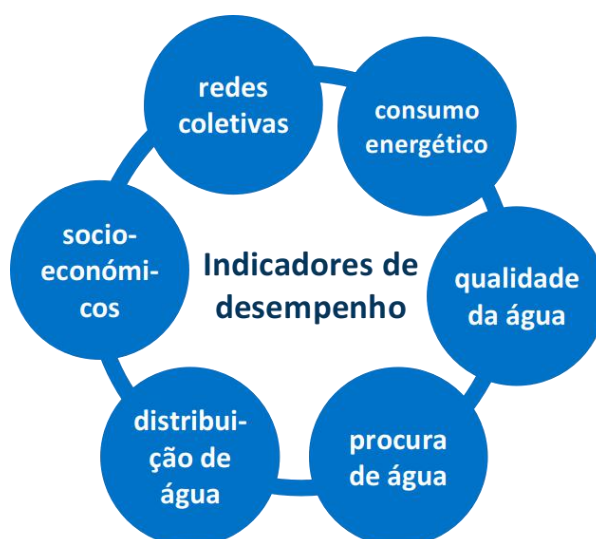 redes
coletivas
consumo
energético
socio-
económi-
cos
Indicadores de
desempenho
qualidade
da água
distribui-
ção de
água
procura
de água